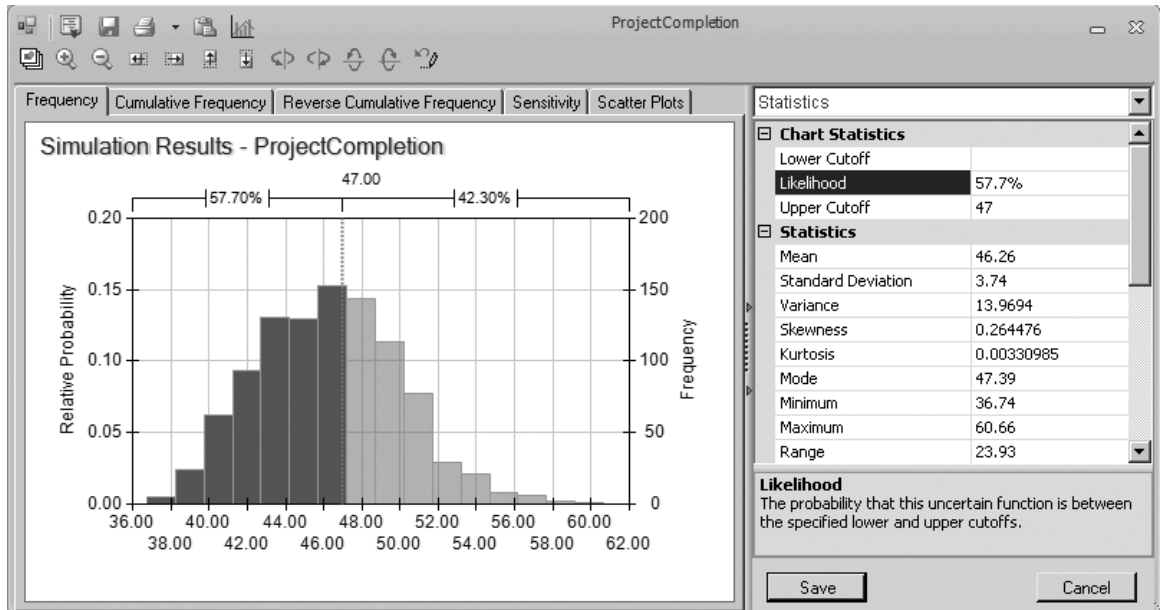 ProjectCompletion
Frequency Cumulative Frequency Reverse Cumulative Frequency Sensitivity Scatter Plots
Simulation Results - ProjectCompletion
47.00
57.70% 42.30%
0.20 200
0.15 150
0.10 100
0.05 50
0.00 0
Relative Probability
Frequency
36.00 40.00 44.00 48.00 52.00 56.00 60.00
38.00 42.00 46.00 50.00 54.00 58.00 62.00
Statistics
Chart Statistics
Lower Cutoff
Likelihood 57.7%
Upper Cutoff 47
Statistics
Mean 46.26
Standard Deviation 3.74
Variance 13.9694
Skewness 0.264476
Kurtosis 0.00330985
Mode 47.39
Minimum 36.74
Maximum 60.66
Range 23.93
Likelihood
The probability that this uncertain function is between
the specified lower and upper cutoffs.
Save Cancel